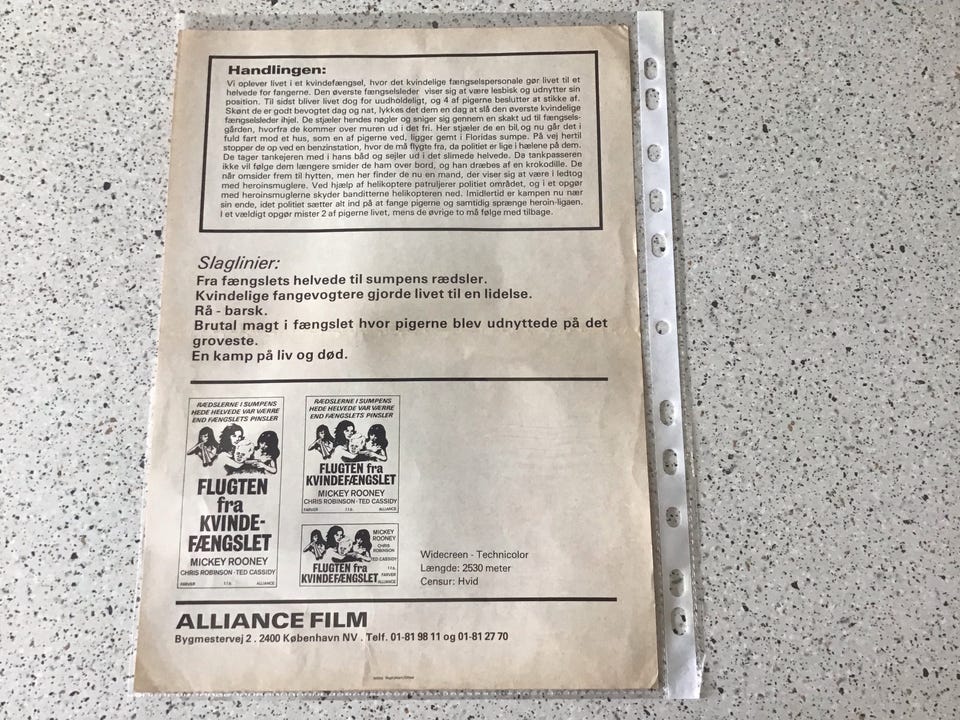 Handlingen:
Vi oplever livet i et kvindefængsel, hvor det kvindelige fængselspersonale gør livet til et
helvede for fangerne. Den øverste fængselsleder viser sig at være lesbisk og udnytter sin
position. Til sidst bliver livet dog for uudholdeligt, og 4 af pigerne beslutter at stikke af.
Skønt de er godt bevogtet dag og nat, lykkes det dem en dag at slå den øverste kvindelige
fængselsleder ihjel. De stjæler hendes nøgler og sniger sig gennem en skakt ud til fængsels-
gården, hvorfra de kommer over muren ud i det fri. Her stjæler de en bil, og nu går det i
fuld fart mod et hus, som en af pigerne ved, ligger gemt i Floridas sumpe. På vej hertil
stopper de op ved en benzinstation, hvor de må flygte fra, da politiet er lige i hælene på dem.
De tager tankejeren med i hans båd og sejler ud i det slimede helvede. Da tankpasseren
ikke vil følge dem længere smider de ham over bord, og han dræbes af en krokodille. De
når omsider frem til hytten, men her finder de nu en mand, der viser sig at være i ledtog
med heroinsmuglere. Ved hjælp af helikoptere patruljerer politiet området, og i et opgør
med heroinsmuglerne skyder banditterne helikopteren ned. Imidlertid er kampen nu nær
sin ende, idet politiet sætter alt ind på at fange pigerne og samtidig sprænge heroin-ligaen.
I et vældigt opgør mister 2 af pigerne livet, mens de øvrige to må følge med tilbage.
Slaglinier:
Fra fængslets helvede til sumpens rædsler.
Kvindelige fangevogtere gjorde livet til en lidelse.
Rå - barsk.
Brutal magt i fængslet hvor pigerne blev udnyttede på det
groveste.
En kamp på liv og død.
RÆDSLERNE I SUMPENS
HEDE HELVEDE VAR VÆRRE
END FÆNGSLETS PINSLER
FLUGTEN
fra
KVINDE-
FÆNGSLET
MICKEY ROONEY
CHRIS ROBINSON · TED CASSIDY
FARVER 116. ALLIANCE
RÆDSLERNE I SUMPENS
HEDE HELVEDE VAR VÆRRE
END FÆNGSLETS PINSLER
FLUGTEN fra
KVINDEFÆNGSLET
MICKEY ROONEY
CHRIS ROBINSON · TED CASSIDY
FARVER 116. ALLIANCE
MICKEY
ROONEY
CHRIS
ROBINSON
TED CASSIDY
116.
FLUGTEN fra
KVINDEFÆNGSLET
FARVER
ALLIANCE
Widecreen - Technicolor
Længde: 2530 meter
Censur: Hvid
ALLIANCE FILM
Bygmestervej 2 . 2400 København NV . Telf. 01-81 98 11 og 01-81 27 70